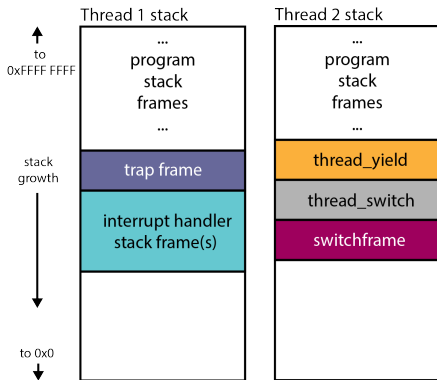 Thread 1 stack
Thread 2 stack
to
0xFFFF FFFF
stack
growth
to 0x0
...
program
stack
frames
...
trap frame
interrupt handler
stack frame(s)
...
program
stack
frames
...
thread_yield
thread_switch
switchframe